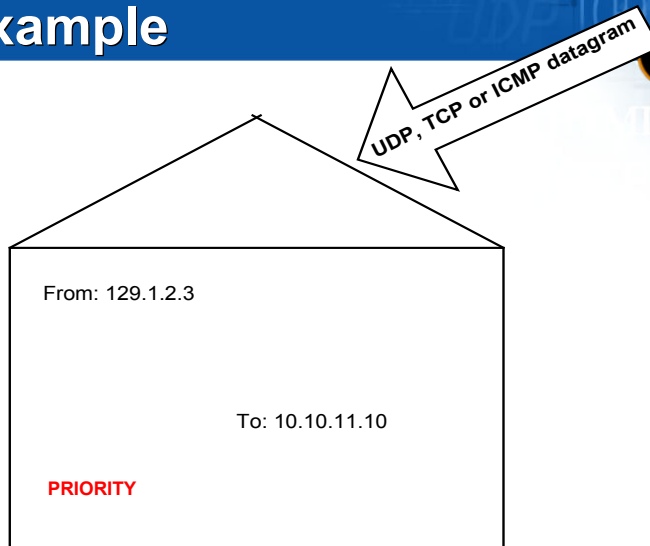 xample
UDP, TCP or ICMP datagram
From: 129.1.2.3
To: 10.10.11.10
PRIORITY